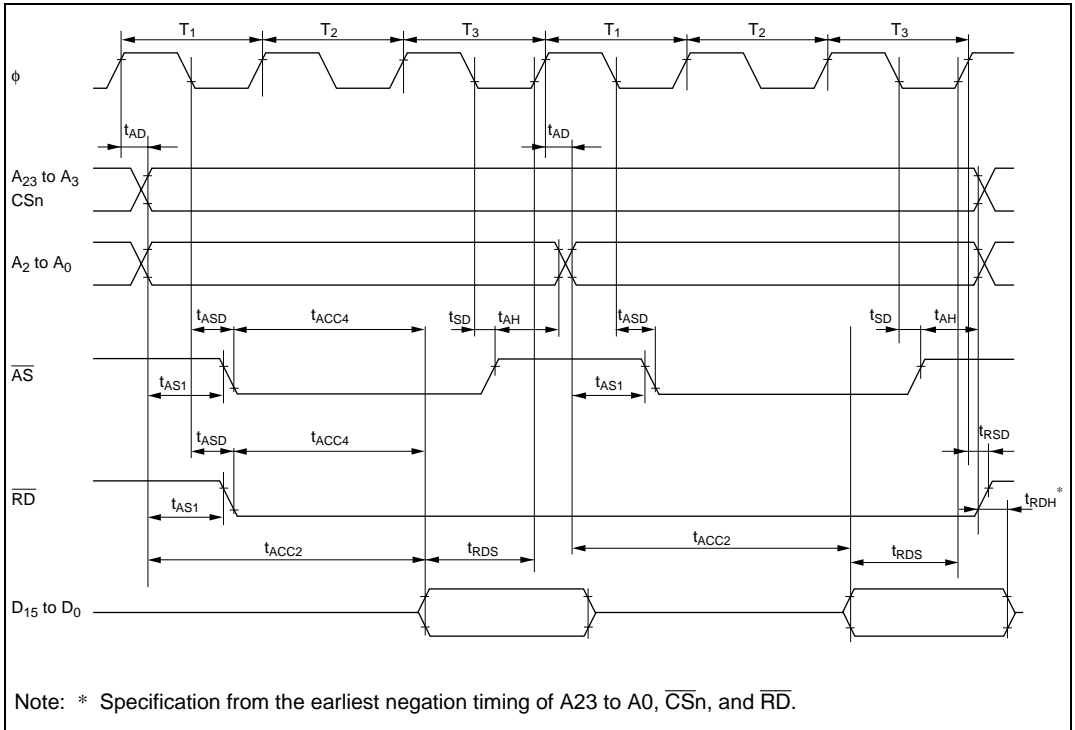 T1 T2 T3 T1 T2 T3
ϕ
tAD tAD
A23 to A3
CSn
A2 to A0
tASD tACC4 tSD tAH tASD tSD tAH
AS
tAS1 tAS1
tASD tACC4 tRSD
RD
tAS1 tRDH*
tACC2 tRDS tACC2 tRDS
D15 to D0
Note: * Specification from the earliest negation timing of A23 to A0, CSn, and RD.